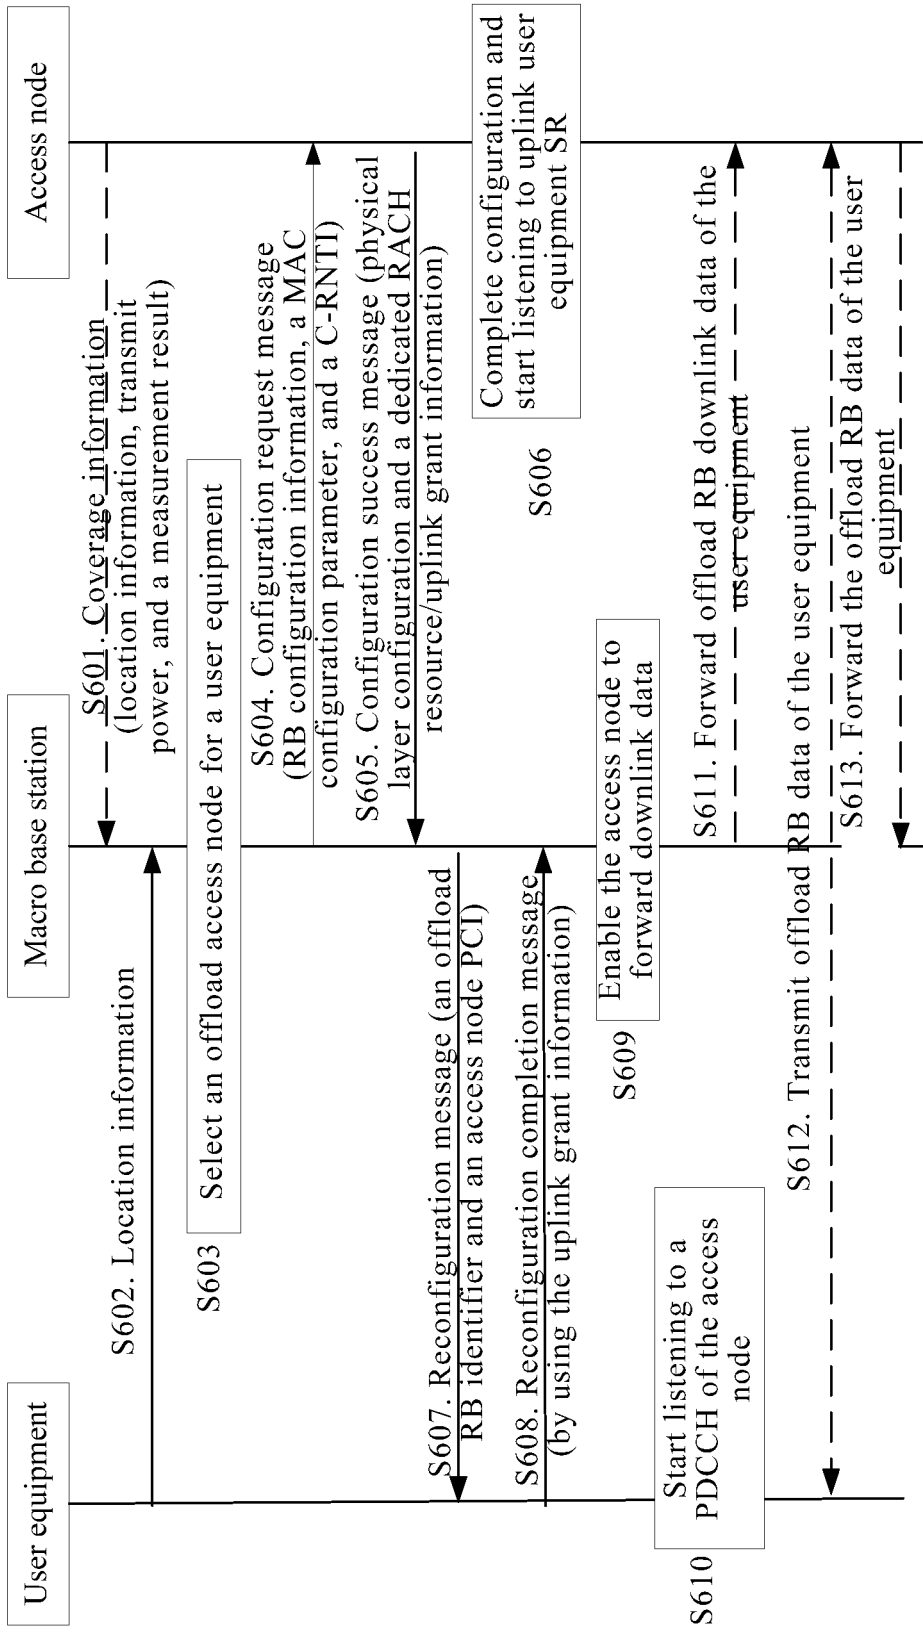 User equipment
Macro base station
Access node
S601. Coverage information
(location information, transmit
power, and a measurement result)
S602. Location information
S603
Select an offload access node for a user equipment
S604. Configuration request message
(RB configuration information, a MAC
configuration parameter, and a C-RNTI)
S605. Configuration success message (physical
layer configuration and a dedicated RACH
resource/uplink grant information)
Complete configuration and
start listening to uplink user
equipment SR
S606
S607. Reconfiguration message (an offload
RB identifier and an access node PCI)
S608. Reconfiguration completion message
(by using the uplink grant information)
Enable the access node to
forward downlink data
S609
Start listening to a
PDCCH of the access
node
S610
S611. Forward offload RB downlink data of the
user equipment
S612. Transmit offload RB data of the user equipment
S613. Forward the offload RB data of the user
equipment